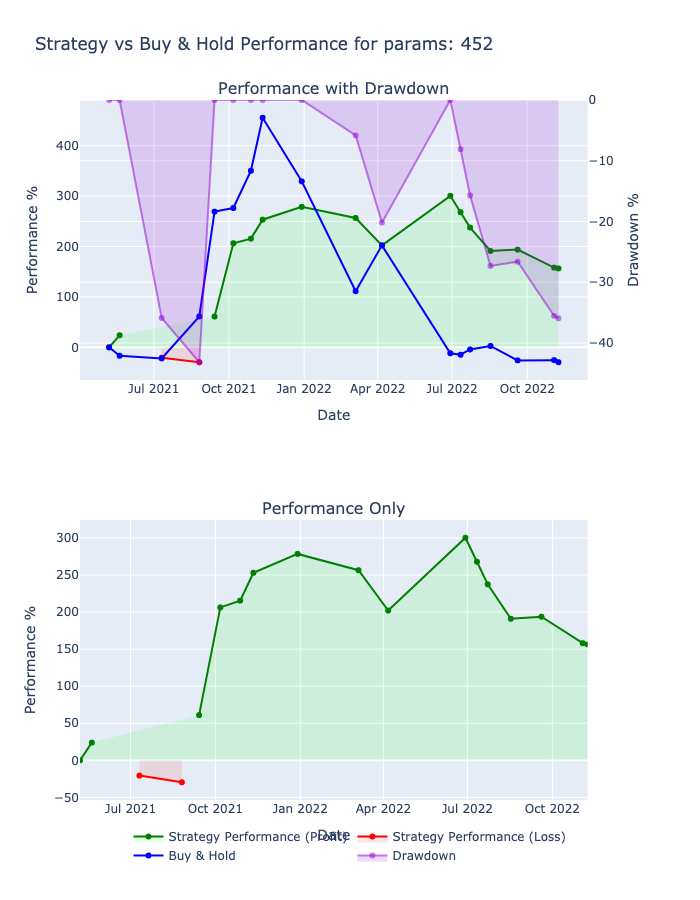 Strategy vs Buy & Hold Performance for params: 452
Performance with Drawdown
400
300
200
100
0
Performance %
0
−10
−20
−30
−40
Drawdown %
Jul 2021 Oct 2021 Jan 2022 Apr 2022 Jul 2022 Oct 2022
Date
Performance Only
300
250
200
150
100
50
0
−50
Performance %
Jul 2021 Oct 2021 Jan 2022 Apr 2022 Jul 2022 Oct 2022
Date
Strategy Performance (Profit) Strategy Performance (Loss)
Buy & Hold Drawdown